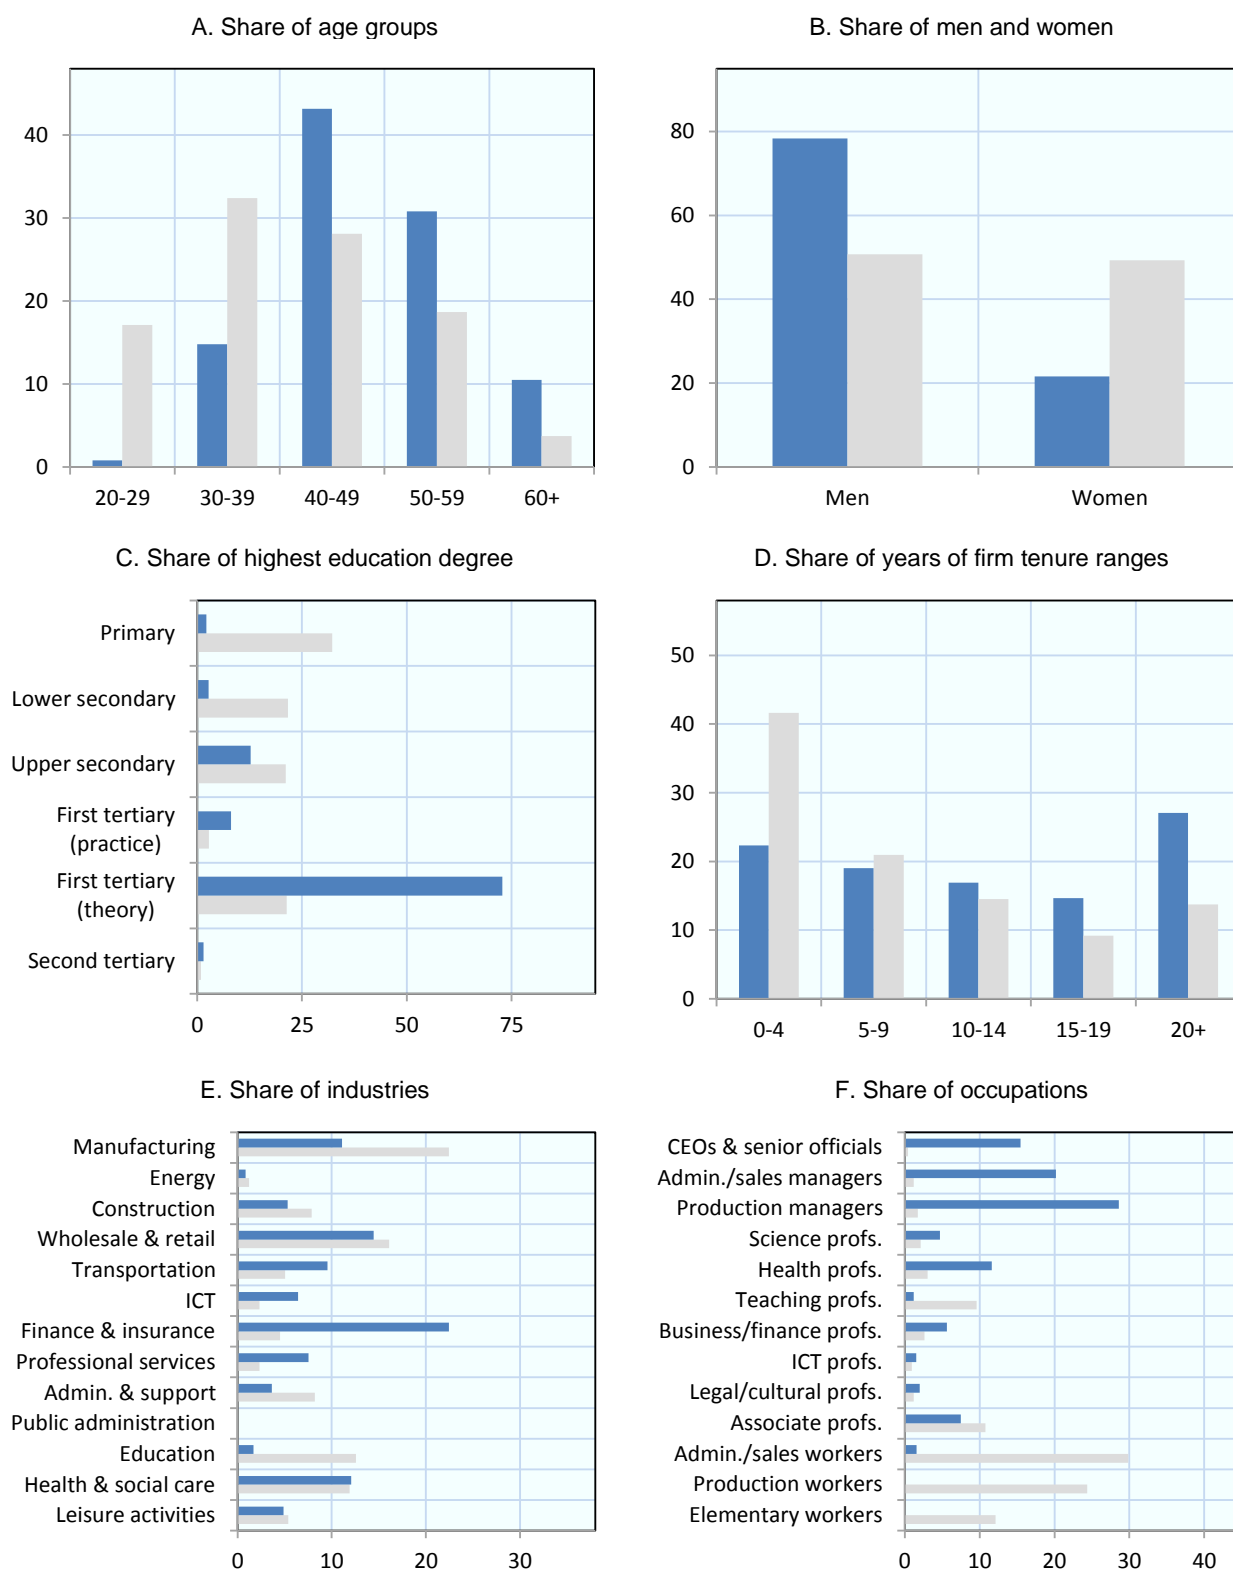 A. Share of age groups
40
30
20
10
0
20-29 30-39 40-49 50-59 60+
B. Share of men and women
80
60
40
20
0
Men Women
C. Share of highest education degree
Primary
Lower secondary
Upper secondary
First tertiary
(practice)
First tertiary
(theory)
Second tertiary
0 25 50 75
D. Share of years of firm tenure ranges
50
40
30
20
10
0
0-4 5-9 10-14 15-19 20+
E. Share of industries
Manufacturing
Energy
Construction
Wholesale & retail
Transportation
ICT
Finance & insurance
Professional services
Admin. & support
Public administration
Education
Health & social care
Leisure activities
0 10 20 30
F. Share of occupations
CEOs & senior officials
Admin./sales managers
Production managers
Science profs.
Health profs.
Teaching profs.
Business/finance profs.
ICT profs.
Legal/cultural profs.
Associate profs.
Admin./sales workers
Production workers
Elementary workers
0 10 20 30 40